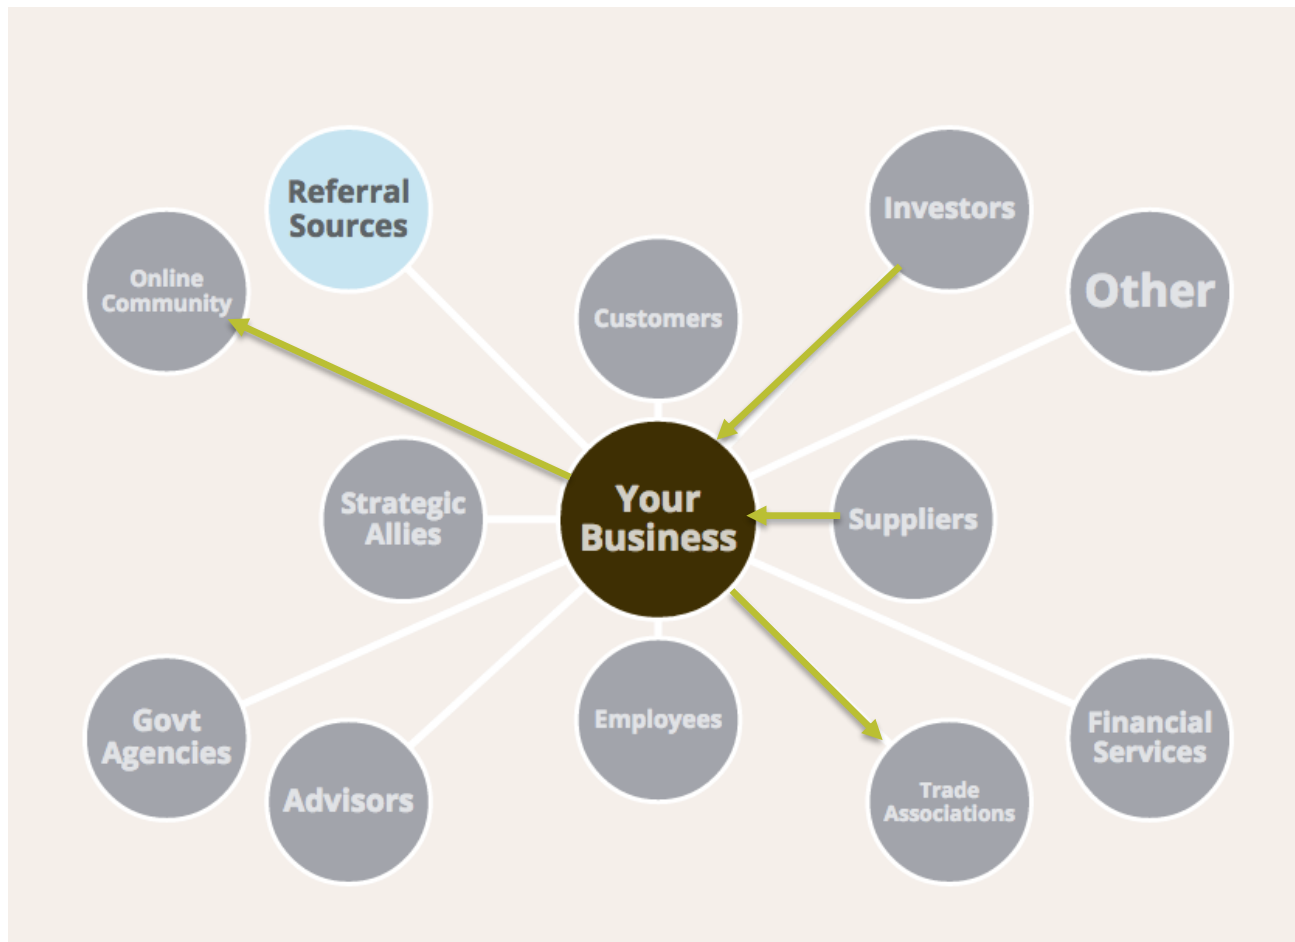 Referral
Sources
Investors
Online
Community
Other
Customers
Strategic
Allies
Your
Business
Suppliers
Govt
Agencies
Employees
Financial
Services
Advisors
Trade
Associations